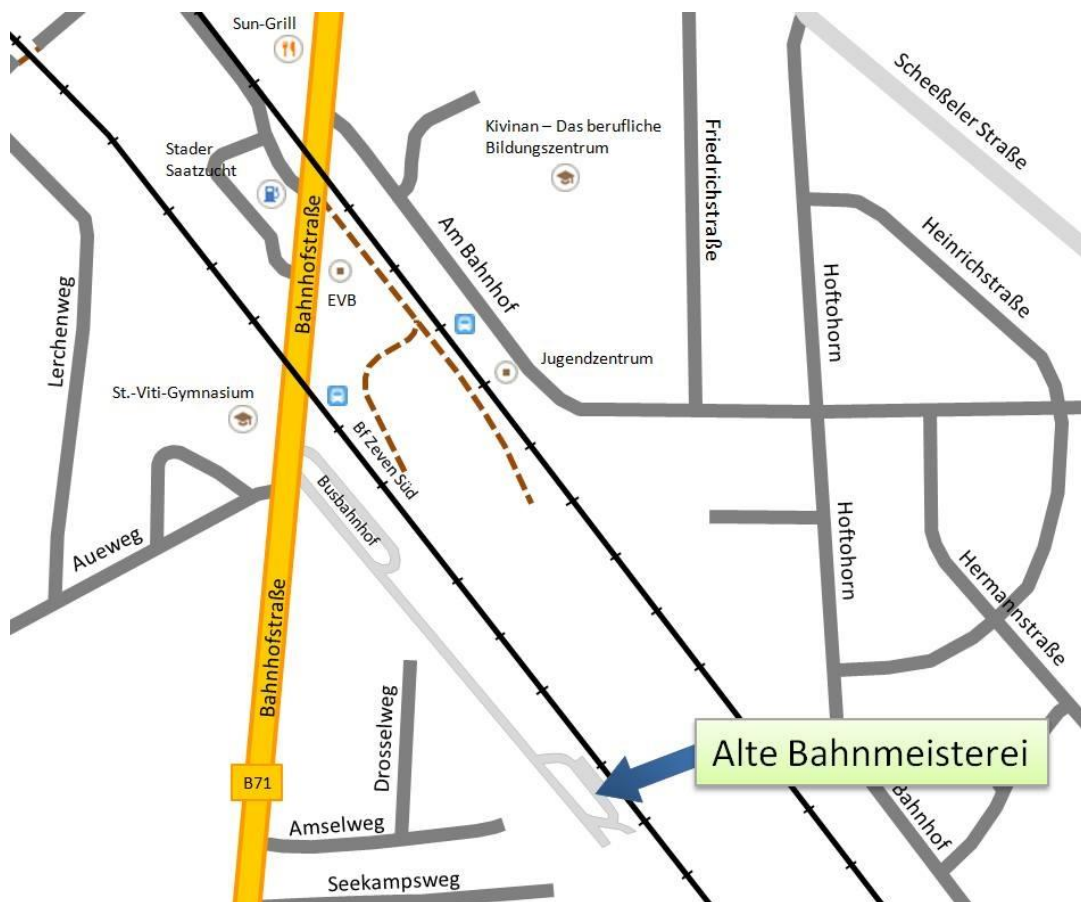 Sun-Grill
Scheeßeler Straße
Kivinan – Das berufliche
Bildungszentrum
Friedrichstraße
Stader
Saatzucht
Am Bahnhof
Heinrichstraße
Bahnhofstraße
EVB
Hoftohorn
Lerchenweg
Jugendzentrum
St.-Viti-Gymnasium
Bf Zeven Süd
Busbahnhof
Aueweg
Hoftohorn
Hermannstraße
Bahnhofstraße
Drosselweg
Alte Bahnmeisterei
B71
Amselweg
Bahnhof
Seekampsweg